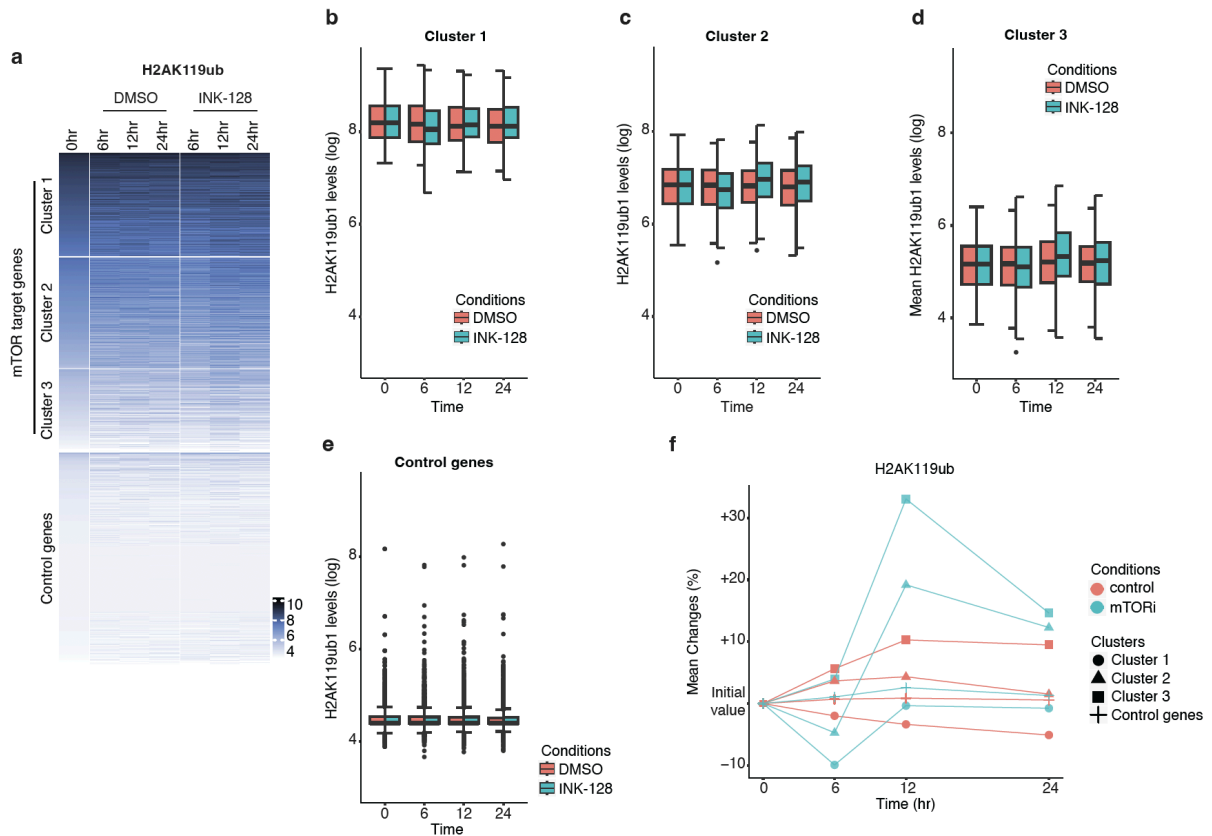 a
H2AK119ub
DMSO
INK-128
0hr
6hr
12hr
24hr
6hr
12hr
24hr
mTOR target genes
Cluster 1
Cluster 2
Cluster 3
Control genes
10
8
6
4
b
Cluster 1
H2AK119ub1 levels (log)
8
6
4
Conditions
DMSO
INK-128
0 6 12 24
Time
c
Cluster 2
H2AK119ub1 levels (log)
8
6
4
Conditions
DMSO
INK-128
0 6 12 24
Time
d
Cluster 3
Mean H2AK119ub1 levels (log)
8
6
4
Conditions
DMSO
INK-128
0 6 12 24
Time
e
Control genes
H2AK119ub1 levels (log)
8
6
4
Conditions
DMSO
INK-128
0 6 12 24
Time
f
H2AK119ub
Mean Changes (%)
+30
+20
+10
Initial
value
−10
0 6 12 24
Time (hr)
Conditions
control
mTORi
Clusters
Cluster 1
Cluster 2
Cluster 3
Control genes